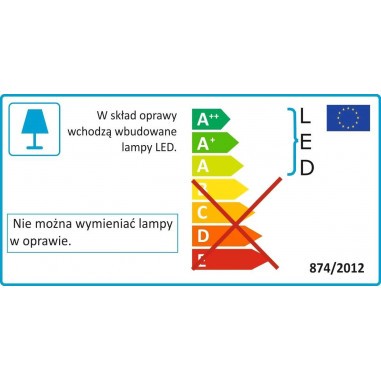 W skład oprawy
wchodzą wbudowane
lampy LED.
Nie można wymieniać lampy
w oprawie.
A++
A+
A
B
C
D
E
L
E
D
874/2012